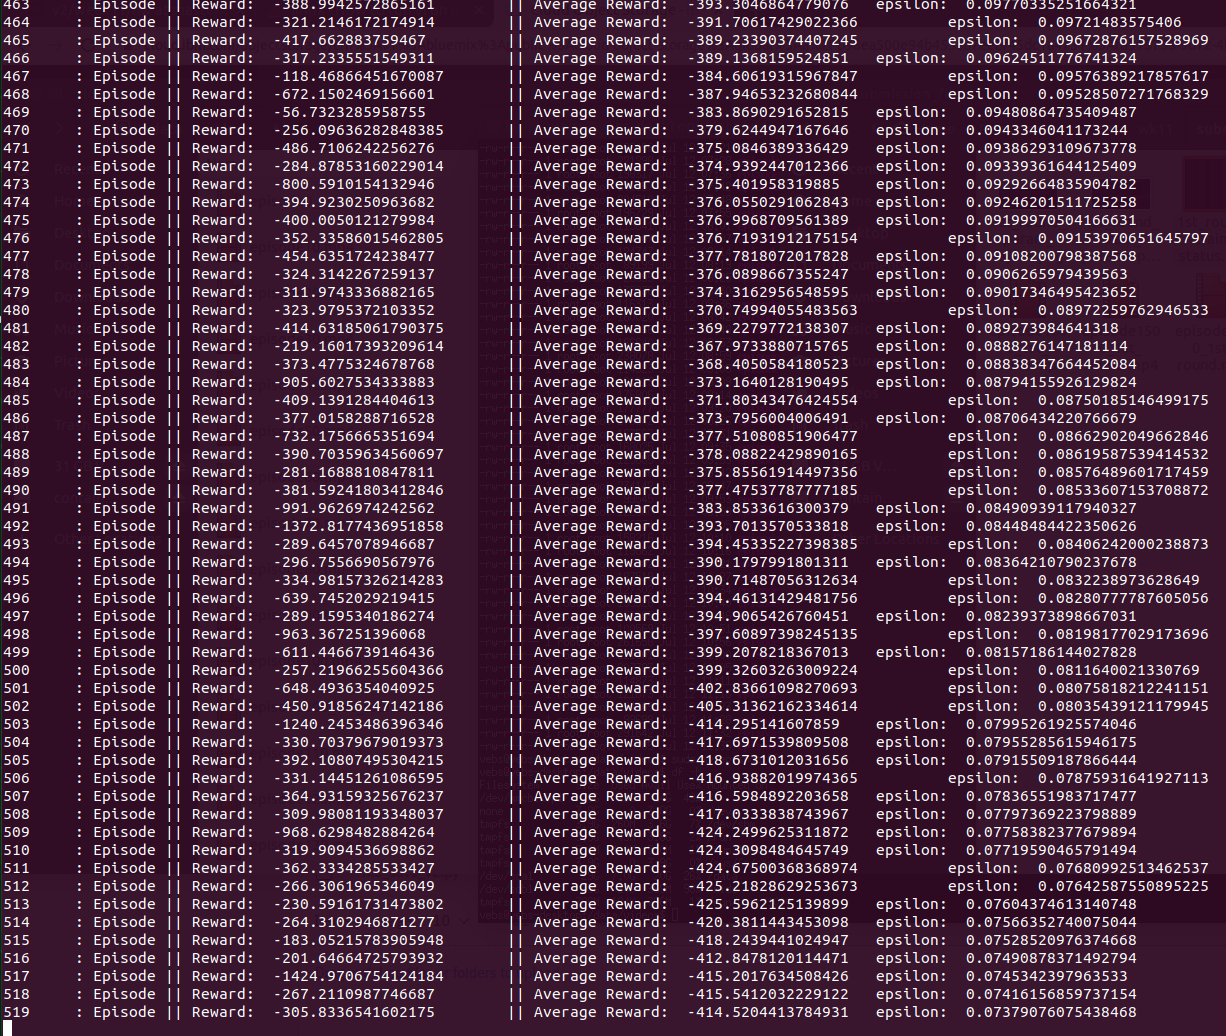 463     : Episode || Reward:  -388.9942572865161        || Average Reward:  -393.3046864779076   epsilon:  0.09770335251664321
464     : Episode || Reward:  -321.2146172174914        || Average Reward:  -391.70617429022366          epsilon:  0.09721483575406
465     : Episode || Reward:  -417.662883759467         || Average Reward:  -389.23390374407245          epsilon:  0.09672876157528969
466     : Episode || Reward:  -317.2335551549311        || Average Reward:  -389.1368159524851   epsilon:  0.09624511776741324
467     : Episode || Reward:  -118.46866451670087       || Average Reward:  -384.60619315967847          epsilon:  0.09576389217857617
468     : Episode || Reward:  -672.1502469156601        || Average Reward:  -387.94653232680844          epsilon:  0.09528507271768329
469     : Episode || Reward:  -56.7323285958755         || Average Reward:  -383.8690291652815   epsilon:  0.09480864735409487
470     : Episode || Reward:  -256.09636282848385       || Average Reward:  -379.6244947167646   epsilon:  0.0943346041173244
471     : Episode || Reward:  -486.7106242256276        || Average Reward:  -375.0846389336429   epsilon:  0.09386293109673778
472     : Episode || Reward:  -284.87853160229014       || Average Reward:  -374.9392447012366   epsilon:  0.09339361644125409
473     : Episode || Reward:  -800.5910154132946        || Average Reward:  -375.401958319885    epsilon:  0.09292664835904782
474     : Episode || Reward:  -394.9230250963682        || Average Reward:  -376.0550291062843   epsilon:  0.09246201511725258
475     : Episode || Reward:  -400.0050121279984        || Average Reward:  -376.9968709561389   epsilon:  0.09199970504166631
476     : Episode || Reward:  -352.33586015462805       || Average Reward:  -376.71931912175154          epsilon:  0.09153970651645797
477     : Episode || Reward:  -454.6351724238477        || Average Reward:  -377.7818072017828   epsilon:  0.09108200798387568
478     : Episode || Reward:  -324.3142267259137        || Average Reward:  -376.0898667355247   epsilon:  0.0906265979439563
479     : Episode || Reward:  -311.9743336882165        || Average Reward:  -374.3162956548595   epsilon:  0.09017346495423652
480     : Episode || Reward:  -323.9795372103352        || Average Reward:  -370.74994055483563          epsilon:  0.08972259762946533
481     : Episode || Reward:  -414.63185061790375       || Average Reward:  -369.2279772138307   epsilon:  0.089273984641318
482     : Episode || Reward:  -219.16017393209614       || Average Reward:  -367.9733880715765   epsilon:  0.0888276147181114
483     : Episode || Reward:  -373.4775324678768        || Average Reward:  -368.4050584180523   epsilon:  0.08838347664452084
484     : Episode || Reward:  -905.6027534333883        || Average Reward:  -373.1640128190495   epsilon:  0.08794155926129824
485     : Episode || Reward:  -409.1391284404613        || Average Reward:  -371.80343476424554          epsilon:  0.08750185146499175
486     : Episode || Reward:  -377.0158288716528        || Average Reward:  -373.7956004006491   epsilon:  0.08706434220766679
487     : Episode || Reward:  -732.1756665351694        || Average Reward:  -377.51080851906477          epsilon:  0.08662902049662846
488     : Episode || Reward:  -390.70359634560697       || Average Reward:  -378.08822429890165          epsilon:  0.08619587539414532
489     : Episode || Reward:  -281.1688810847811        || Average Reward:  -375.85561914497356          epsilon:  0.08576489601717459
490     : Episode || Reward:  -381.59241803412846       || Average Reward:  -377.47537787777185          epsilon:  0.08533607153708872
491     : Episode || Reward:  -991.9626974242562        || Average Reward:  -383.8533616300379   epsilon:  0.08490939117940327
492     : Episode || Reward:  -1372.8177436951858       || Average Reward:  -393.7013570533818   epsilon:  0.08448484422350626
493     : Episode || Reward:  -289.6457078946687        || Average Reward:  -394.45335227398385          epsilon:  0.08406242000238873
494     : Episode || Reward:  -296.7556690567976        || Average Reward:  -390.1797991801311   epsilon:  0.08364210790237678
495     : Episode || Reward:  -334.98157326214283       || Average Reward:  -390.71487056312634          epsilon:  0.0832238973628649
496     : Episode || Reward:  -639.7452029219415        || Average Reward:  -394.46131429481756          epsilon:  0.08280777787605056
497     : Episode || Reward:  -289.1595340186274        || Average Reward:  -394.9065426760451   epsilon:  0.08239373898667031
498     : Episode || Reward:  -963.367251396068         || Average Reward:  -397.60897398245135          epsilon:  0.08198177029173696
499     : Episode || Reward:  -611.4466739146436        || Average Reward:  -399.2078218367013   epsilon:  0.08157186144027828
500     : Episode || Reward:  -257.21966255604366       || Average Reward:  -399.32603263009224          epsilon:  0.0811640021330769
501     : Episode || Reward:  -648.4936354040925        || Average Reward:  -402.83661098270693          epsilon:  0.08075818212241151
502     : Episode || Reward:  -450.91856247142186       || Average Reward:  -405.31362162334614          epsilon:  0.08035439121179945
503     : Episode || Reward:  -1240.2453486396346       || Average Reward:  -414.295141607859    epsilon:  0.07995261925574046
504     : Episode || Reward:  -330.70379679019373       || Average Reward:  -417.6971539809508   epsilon:  0.07955285615946175
505     : Episode || Reward:  -392.10807495304215       || Average Reward:  -418.6731012031656   epsilon:  0.07915509187866444
506     : Episode || Reward:  -331.14451261086595       || Average Reward:  -416.93882019974365          epsilon:  0.07875931641927113
507     : Episode || Reward:  -364.93159325676237       || Average Reward:  -416.5984892203658   epsilon:  0.07836551983717477
508     : Episode || Reward:  -309.98081193348037       || Average Reward:  -417.0333838743967   epsilon:  0.07797369223798889
509     : Episode || Reward:  -968.6298482884264        || Average Reward:  -424.2499625311872   epsilon:  0.07758382377679894
510     : Episode || Reward:  -319.9094536698862        || Average Reward:  -424.3098484645749   epsilon:  0.07719590465791494
511     : Episode || Reward:  -362.3334285533427        || Average Reward:  -424.67500368368974          epsilon:  0.07680992513462537
512     : Episode || Reward:  -266.3061965346049        || Average Reward:  -425.21828629253673          epsilon:  0.07642587550895225
513     : Episode || Reward:  -230.59161731473802       || Average Reward:  -425.5962125139899   epsilon:  0.07604374613140748
514     : Episode || Reward:  -264.3102946871277        || Average Reward:  -420.3811443453098   epsilon:  0.07566352740075044
515     : Episode || Reward:  -183.05215783905948       || Average Reward:  -418.2439441024947   epsilon:  0.07528520976374668
516     : Episode || Reward:  -201.64664725793932       || Average Reward:  -412.8478120114471   epsilon:  0.07490878371492794
517     : Episode || Reward:  -1424.9706754124184       || Average Reward:  -415.2017634508426   epsilon:  0.0745342397963533
518     : Episode || Reward:  -267.2110987746687        || Average Reward:  -415.5412032229122   epsilon:  0.07416156859737154
519     : Episode || Reward:  -305.8336541602175        || Average Reward:  -414.5204413784931   epsilon:  0.07379076075438468